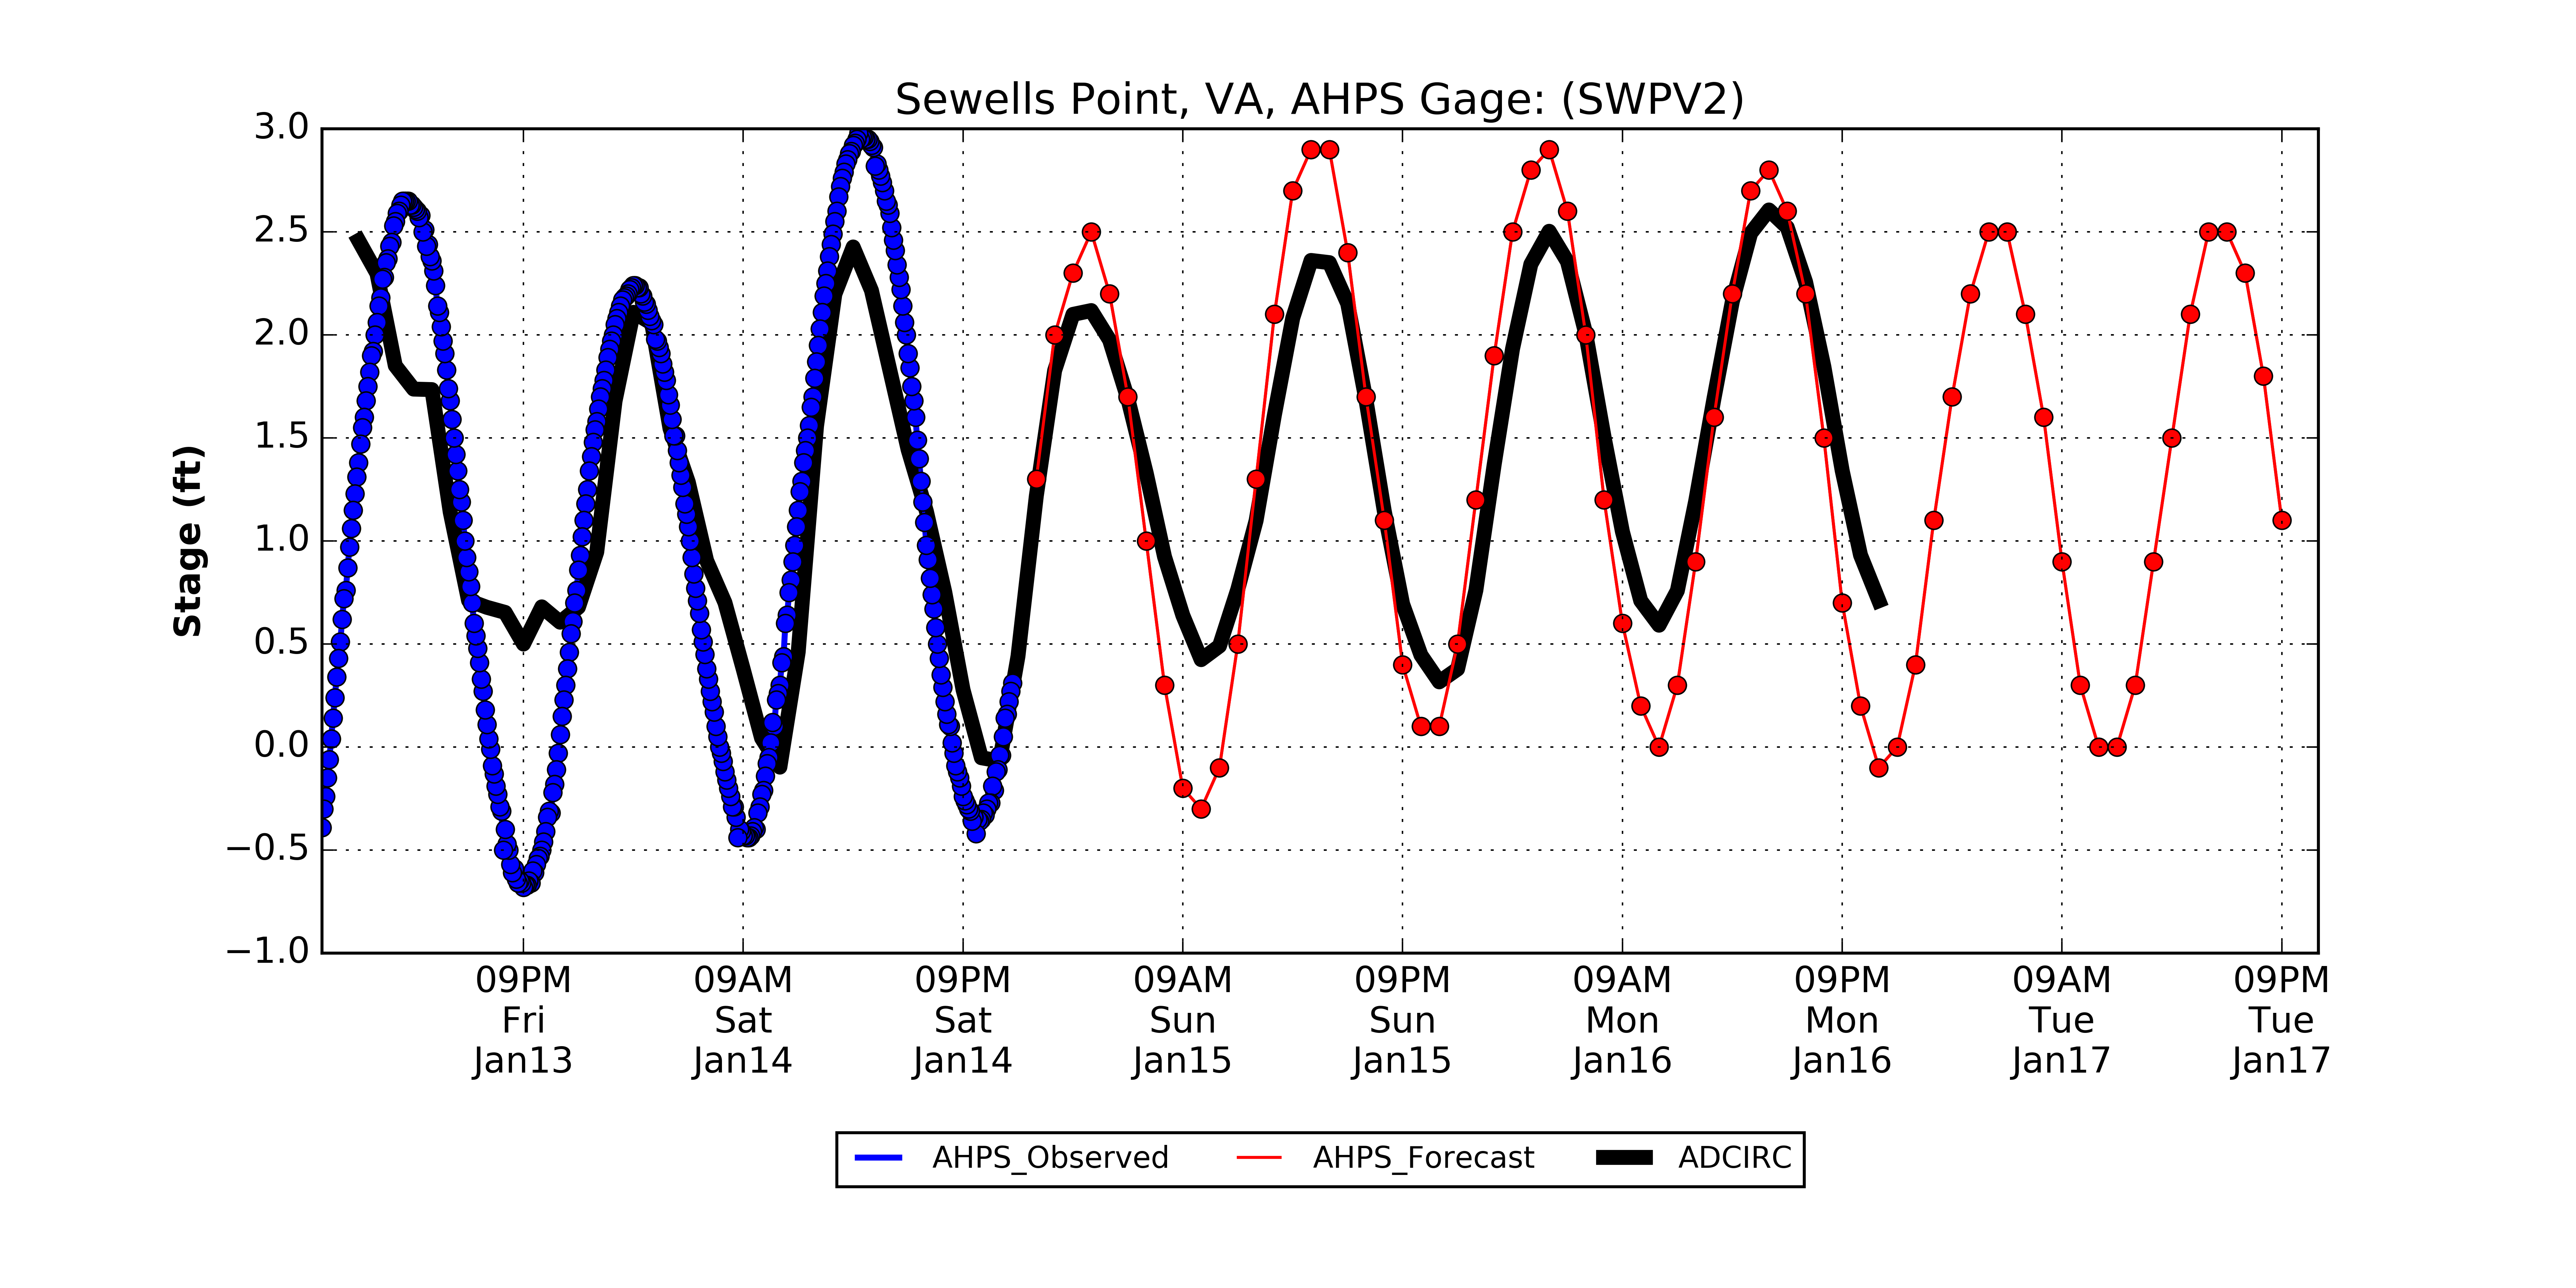 Sewells Point, VA, AHPS Gage: (SWPV2)
3.0
2.5
2.0
1.5
1.0
0.5
0.0
−0.5
−1.0
Stage (ft)
09PM 09AM 09PM 09AM 09PM 09AM 09PM 09AM 09PM
Fri Sat Sat Sun Sun Mon Mon Tue Tue
Jan13 Jan14 Jan14 Jan15 Jan15 Jan16 Jan16 Jan17 Jan17
AHPS_Observed AHPS_Forecast ADCIRC